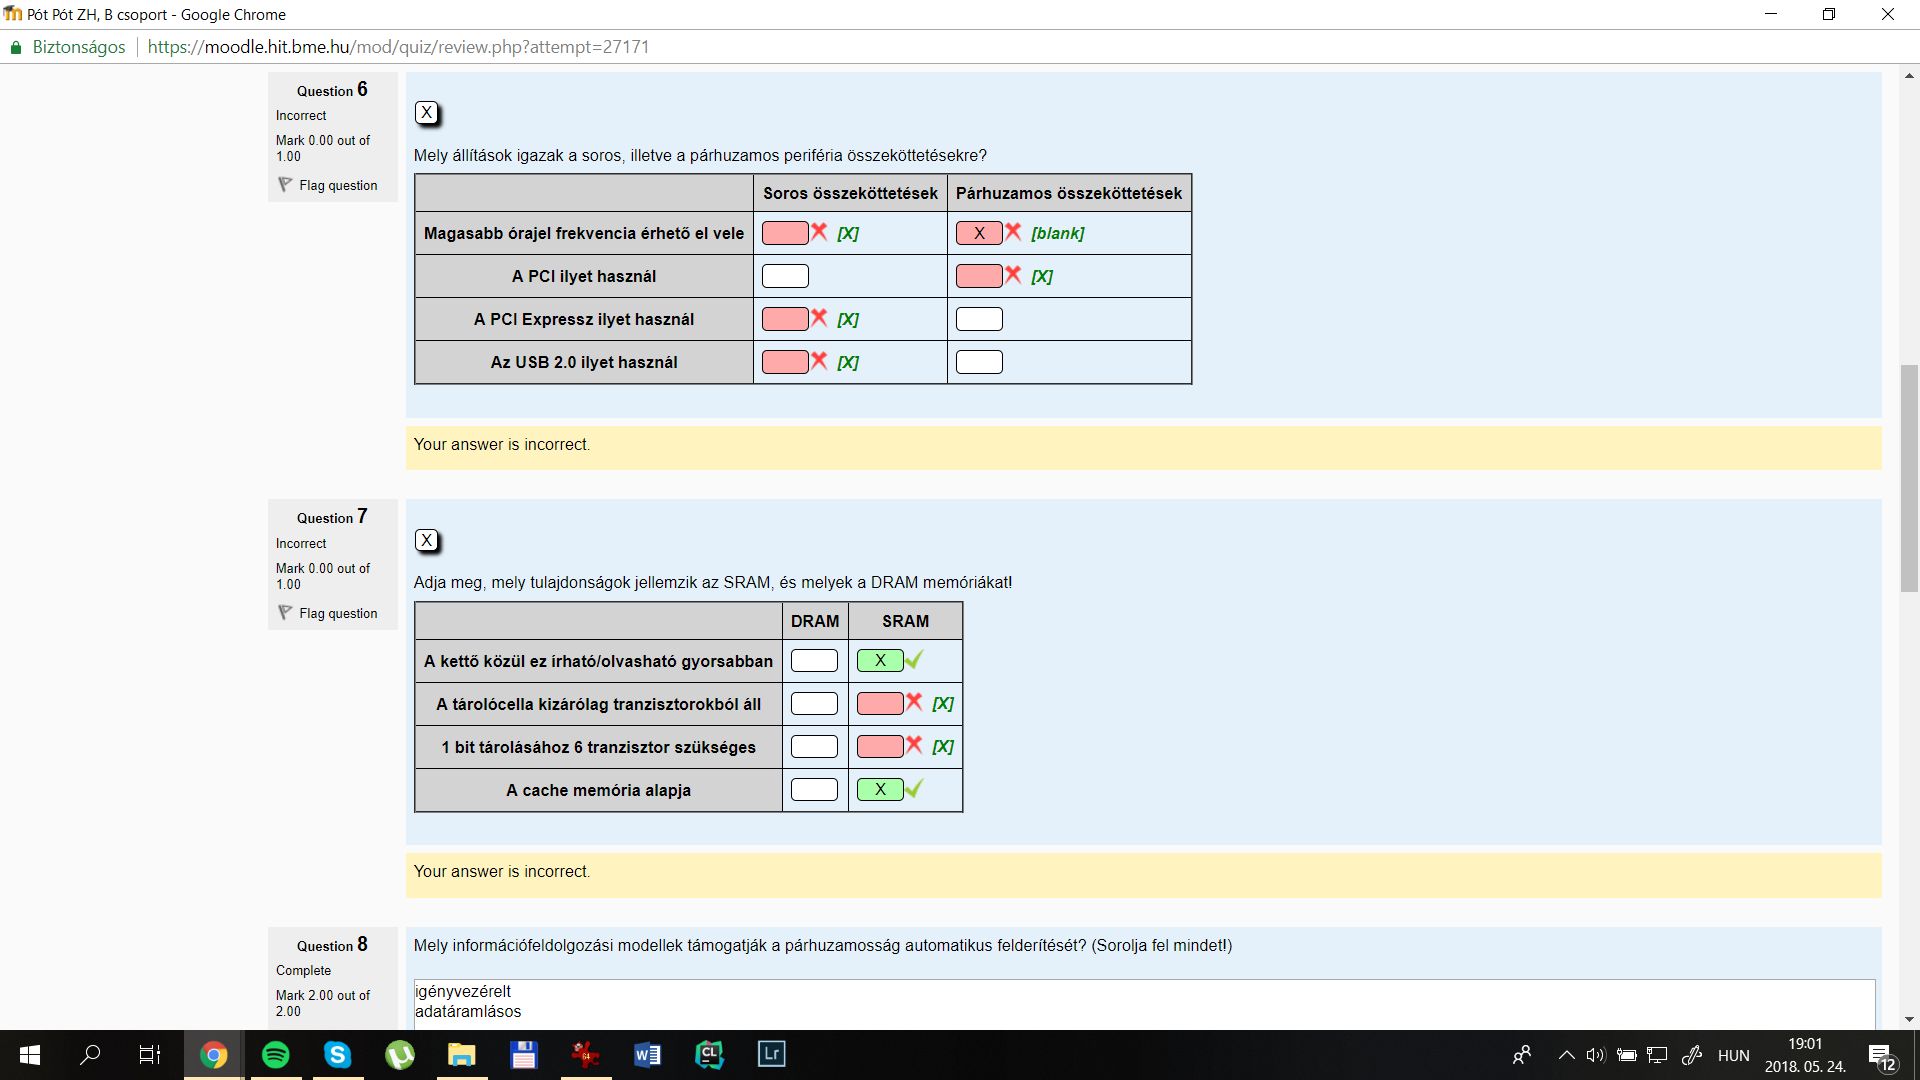 Pót Pót ZH, B csoport - Google Chrome
Biztonságos https://moodle.hit.bme.hu/mod/quiz/review.php?attempt=27171
Question 6
Incorrect
Mark 0.00 out of
1.00
Flag question
X
Mely állítások igazak a soros, illetve a párhuzamos periféria összeköttetésekre?
Soros összeköttetések Párhuzamos összeköttetések
Magasabb órajel frekvencia érhető el vele [X] X [blank]
A PCI ilyet használ [X]
A PCI Expressz ilyet használ [X]
Az USB 2.0 ilyet használ [X]
Your answer is incorrect.
Question 7
Incorrect
Mark 0.00 out of
1.00
Flag question
X
Adja meg, mely tulajdonságok jellemzik az SRAM, és melyek a DRAM memóriákat!
DRAM SRAM
A kettő közül ez írható/olvasható gyorsabban X
A tárolócella kizárólag tranzisztorokból áll [X]
1 bit tárolásához 6 tranzisztor szükséges [X]
A cache memória alapja X
Your answer is incorrect.
Question 8
Complete
Mark 2.00 out of
2.00
Mely információfeldolgozási modellek támogatják a párhuzamosság automatikus felderítését? (Sorolja fel mindet!)
igényvezérelt
adatáramlásos
CL
Lr
64
HUN
19:01
2018. 05. 24.
12